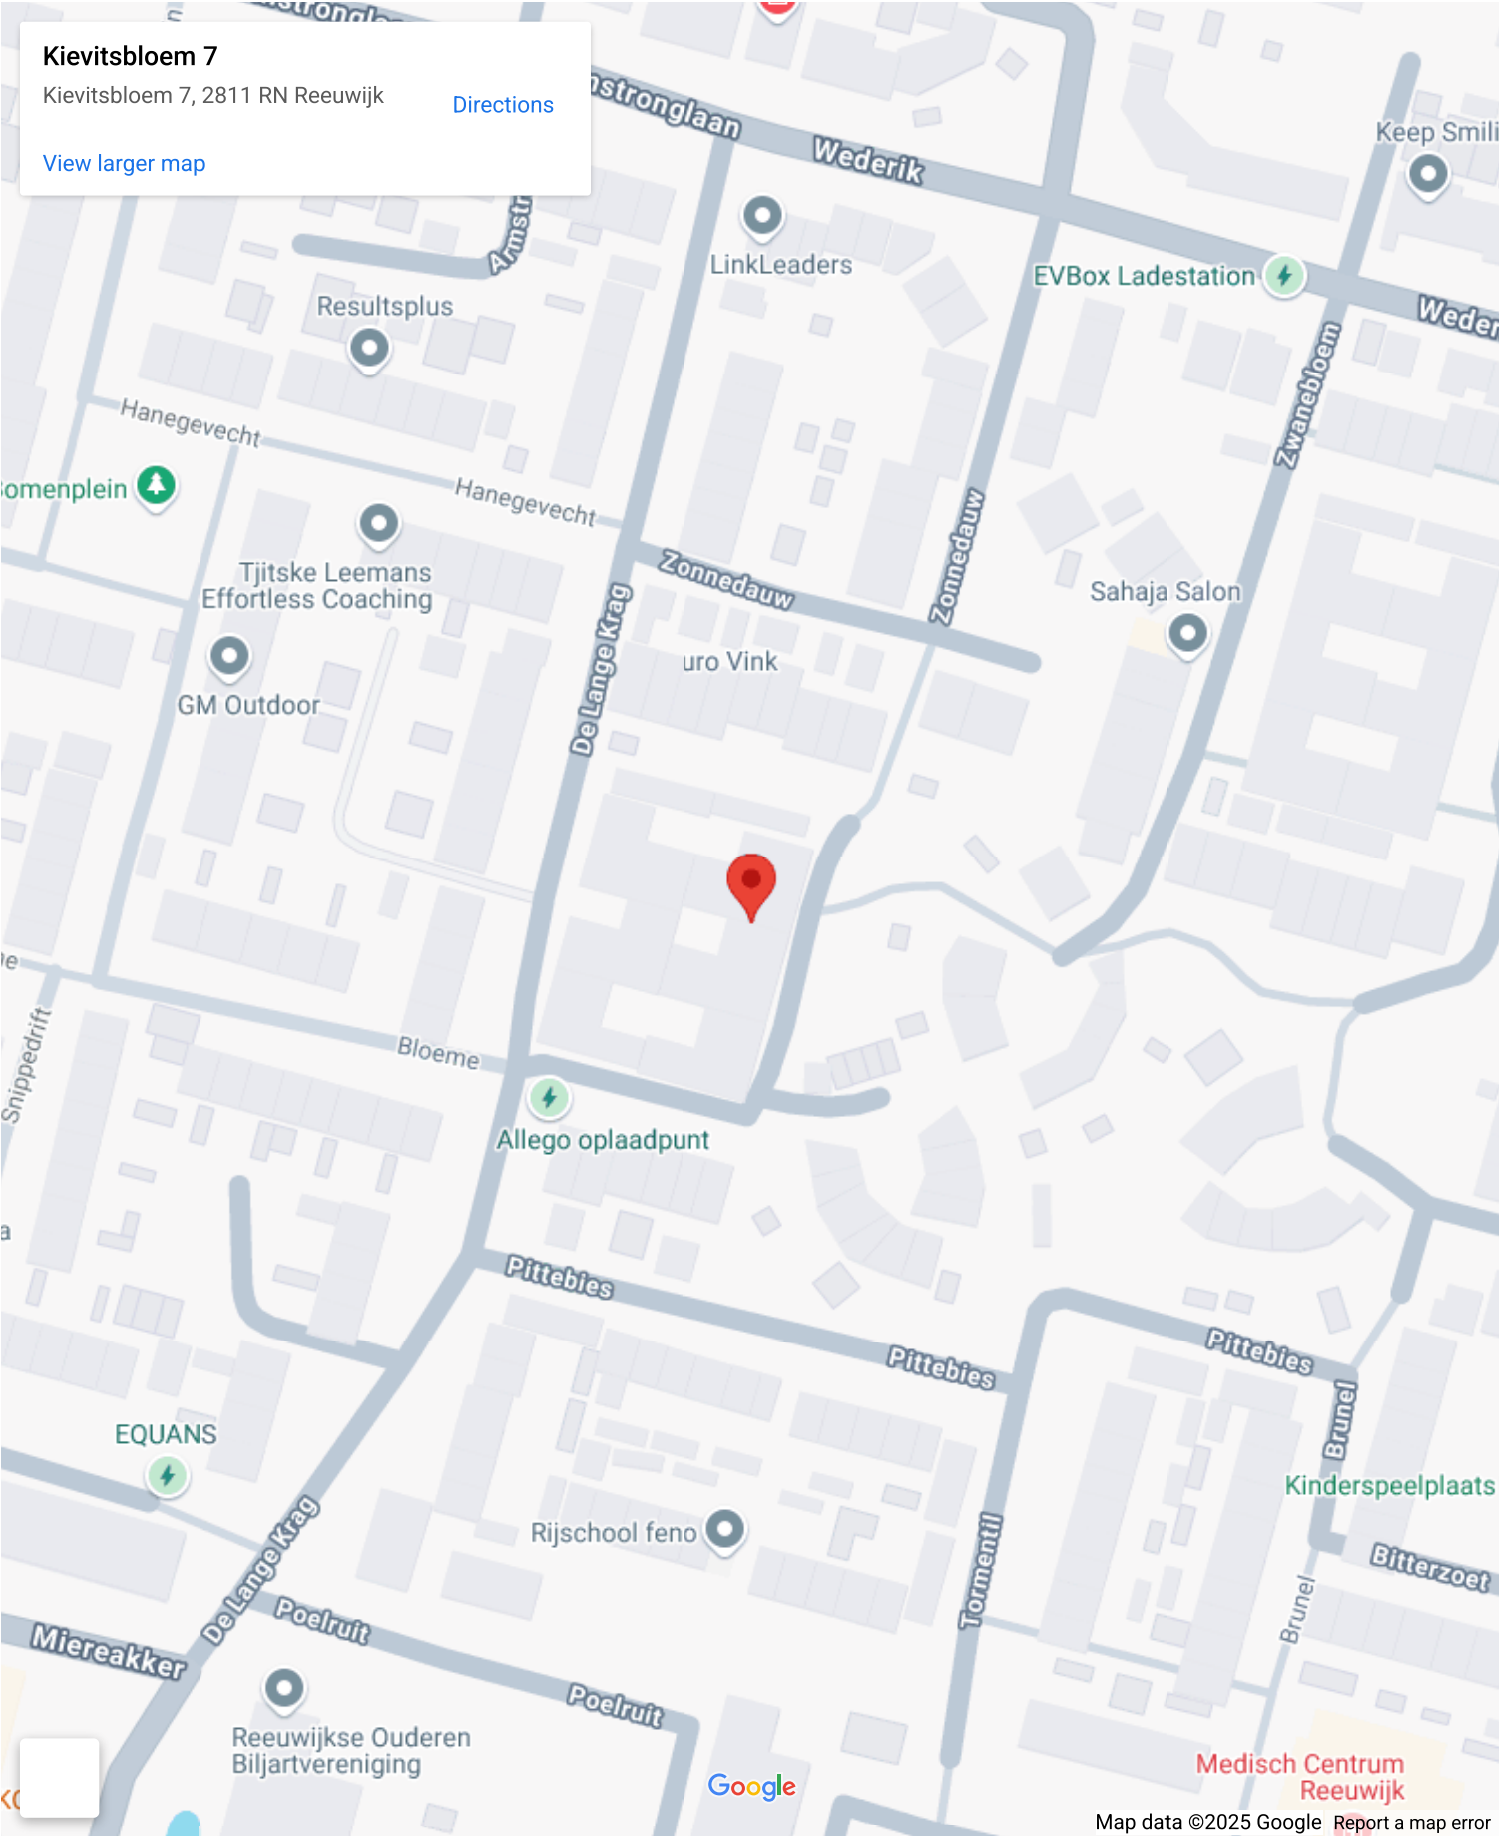 Kievitsbloem 7
Kievitsbloem 7, 2811 RN Reeuwijk
Directions
View larger map
Wederik
Keep Smili
LinkLeaders
EVBox Ladestation
Resultsplus
Zwanebloem
Hanegevecht
Hanegevecht
Tjitske Leemans
Effortless Coaching
Zonnedauw
Zonnedauw
Sahaja Salon
De Lange Krag
uro Vink
GM Outdoor
Snippedrift
Bloeme
Allego oplaadpunt
Pittebies
Pittebies
Pittebies
Brunel
EQUANS
Kinderspeelplaats
Rijschool feno
De Lange Krag
Tormentil
Bitterzoet
Brunel
Poelruit
Miereakker
Poelruit
Reeuwijkse Ouderen
Biljartvereniging
Medisch Centrum
Reeuwijk
Google
Map data ©2025 Google
Report a map error